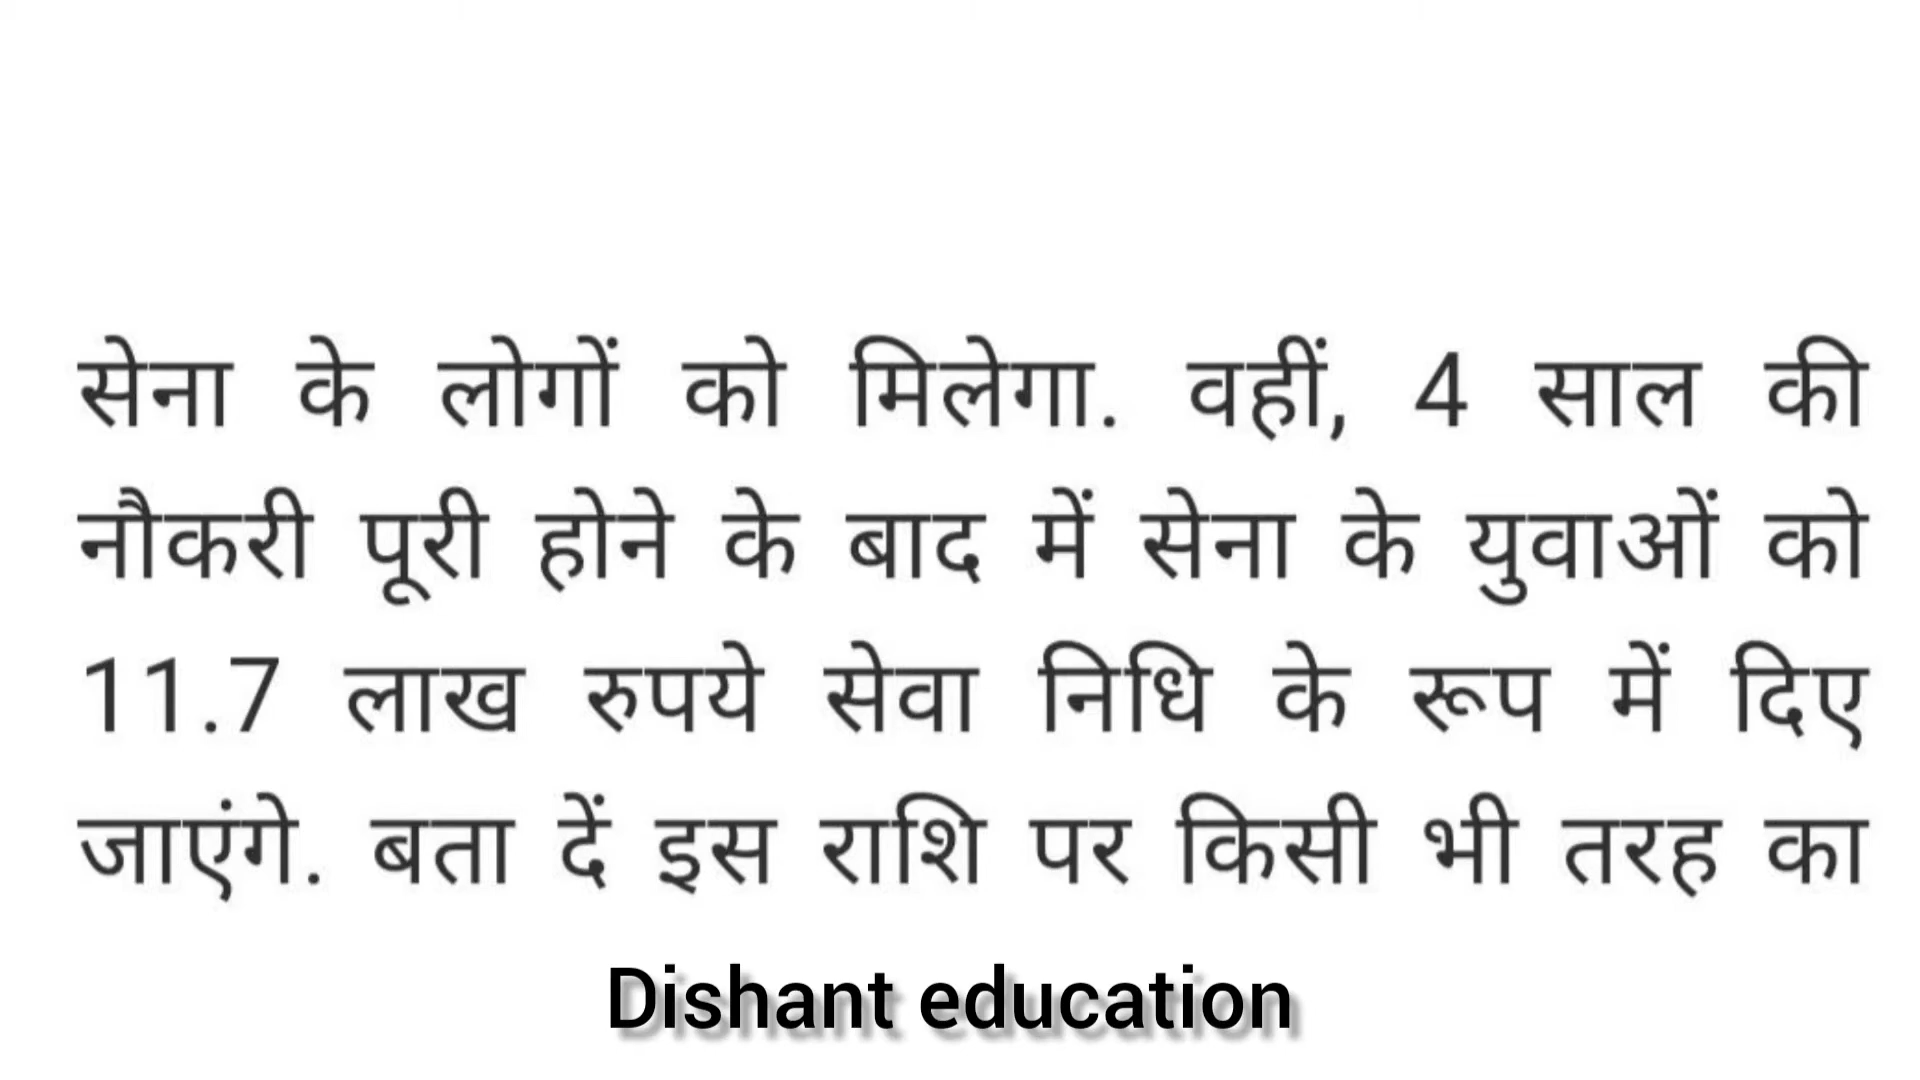 सेना के लोगों को मिलेगा. वहीं, 4 साल की
नौकरी पूरी होने के बाद में सेना के युवाओं को
11.7 लाख रुपये सेवा निधि के रूप में दिए
जाएंगे. बता दें इस राशि पर किसी भी तरह का
Dishant education